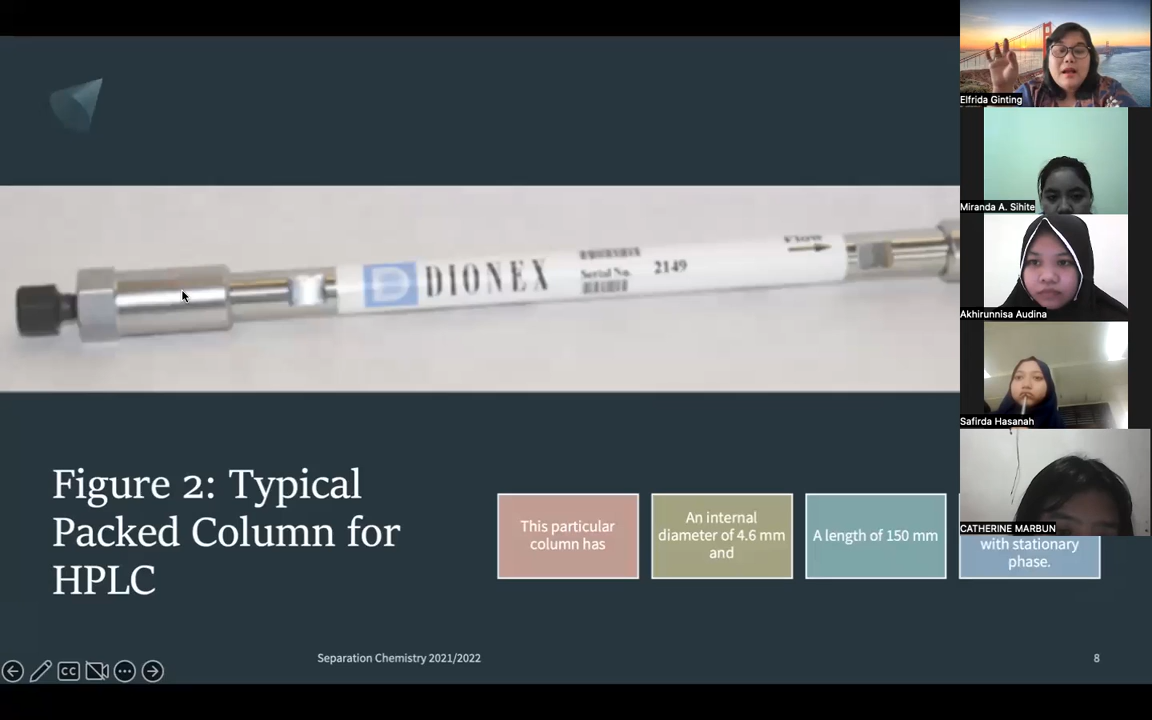 Elfrida Ginting
Miranda A. Sihite
Akhirunnisa Audina
Safirda Hasanah
CATHERINE MARBUN
DIONEX
Serial No.
2149
Flow
Figure 2: Typical
Packed Column for
HPLC
This particular
column has
An internal
diameter of 4.6 mm
and
A length of 150 mm
with stationary
phase.
Separation Chemistry 2021/2022
8
CC